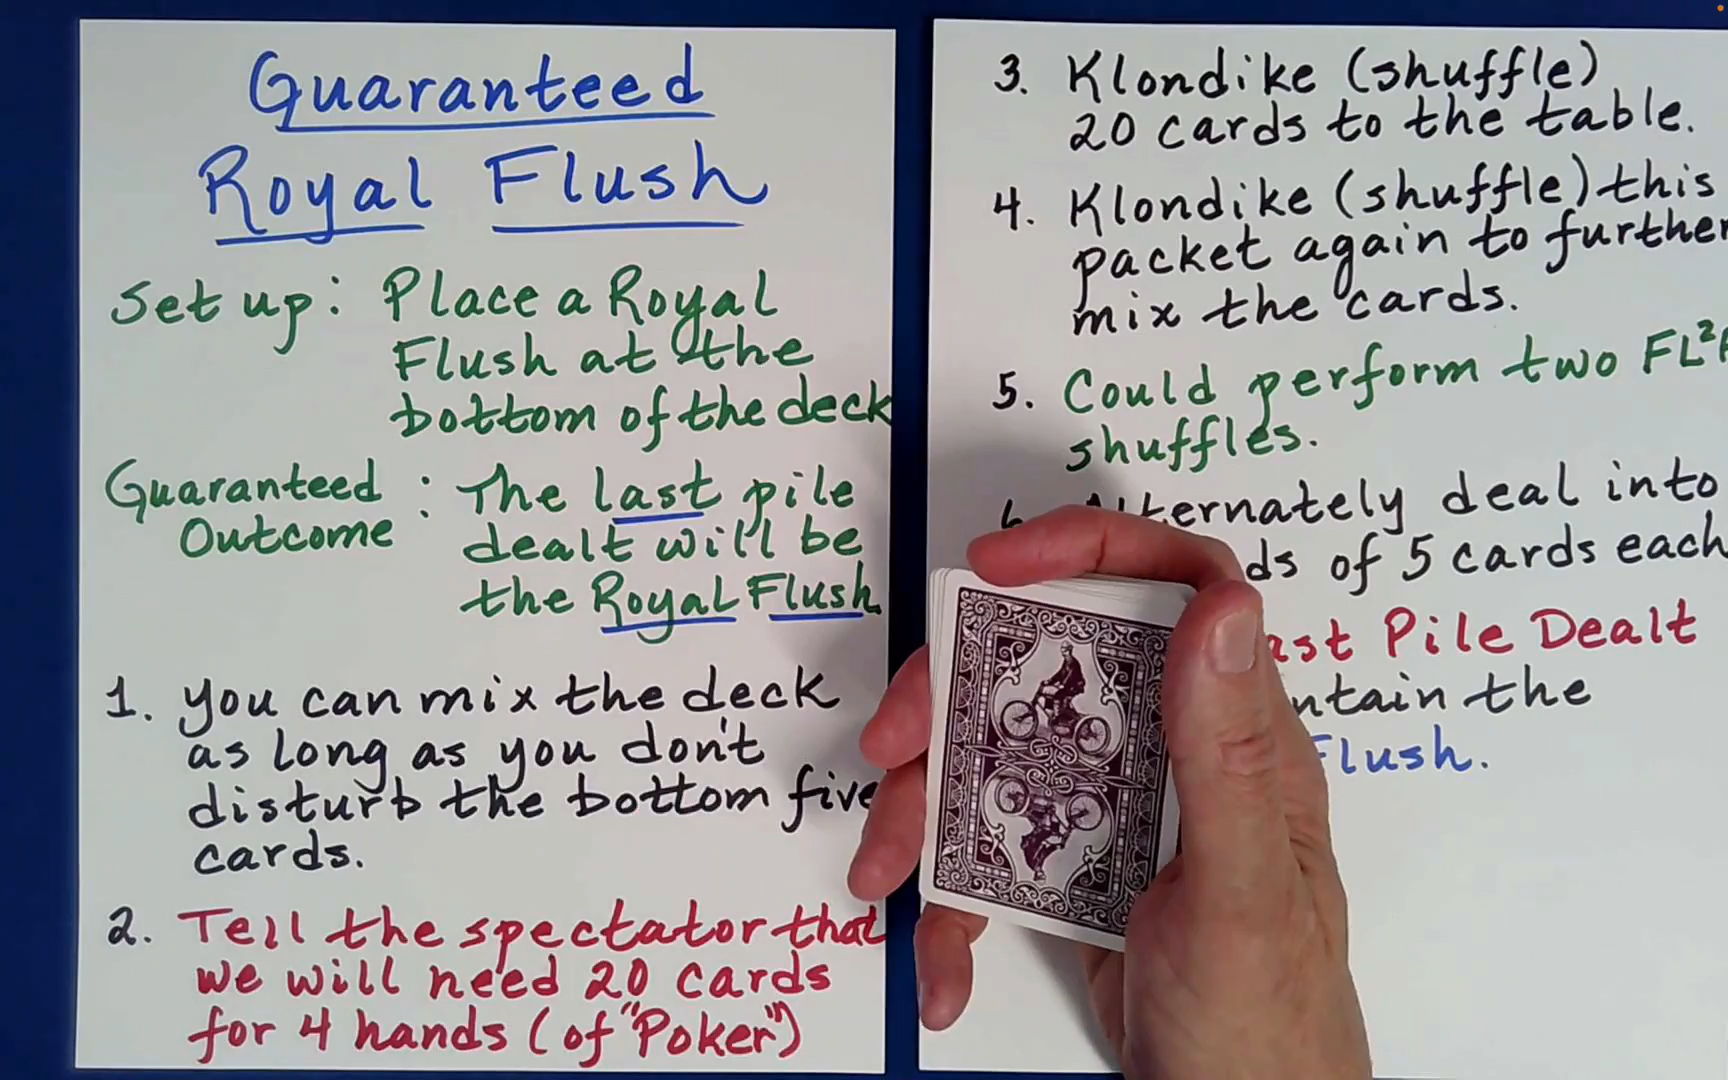 Guaranteed
Royal Flush
Set up: Place a Royal
Flush at the
bottom of the deck
Guaranteed Outcome: The last pile
dealt will be
the Royal Flush
1. You can mix the deck
as long as you don't
disturb the bottom five
cards.
2. Tell the spectator that
we will need 20 cards
for 4 hands (of "Poker")
3. Klondike (shuffle)
20 cards to the table.
4. Klondike (shuffle) this
packet again to further
mix the cards.
5. Could perform two
shuffles.
deal into
of 5 cards each
Pile Dealt
the
Flush.